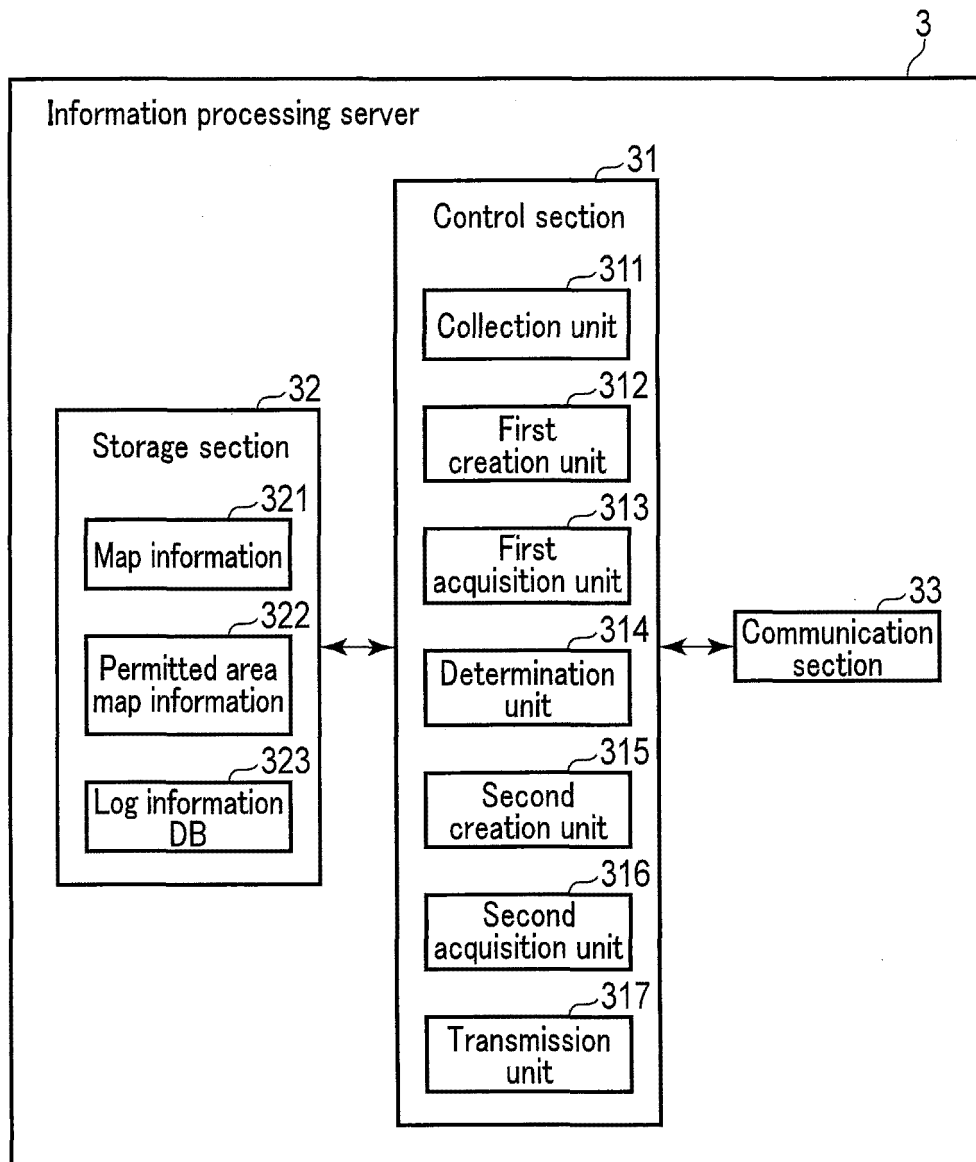 3
Information processing server
31
Control section
311
Collection unit
312
First
creation unit
313
First
acquisition unit
314
Determination
unit
315
Second
creation unit
316
Second
acquisition unit
317
Transmission
unit
32
Storage section
321
Map information
322
Permitted area
map information
323
Log information
DB
33
Communication
section